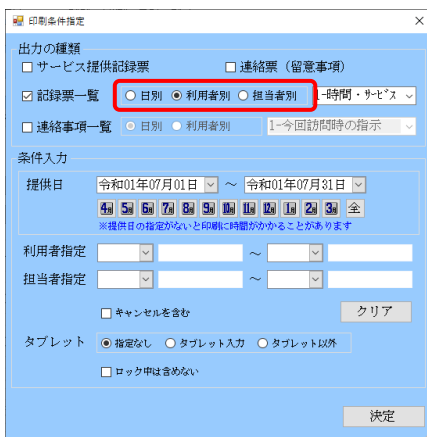 印刷条件指定
出力の種類
サービス提供記録票 連絡票（留意事項）
記録票一覧 日別 利用者別 担当者別 1-時間・ｻｰﾋﾞｽ
連絡事項一覧 日別 利用者別 1-今回訪問時の指示
条件入力
提供日 令和01年07月01日 ～ 令和01年07月31日
4月 5月 6月 7月 8月 9月 10月 11月 12月 1月 2月 3月 全
※提供日の指定がないと印刷に時間がかかることがあります
利用者指定 ～
担当者指定 ～
キャンセルを含む クリア
タブレット 指定なし タブレット入力 タブレット以外
ロック中は含めない
決定